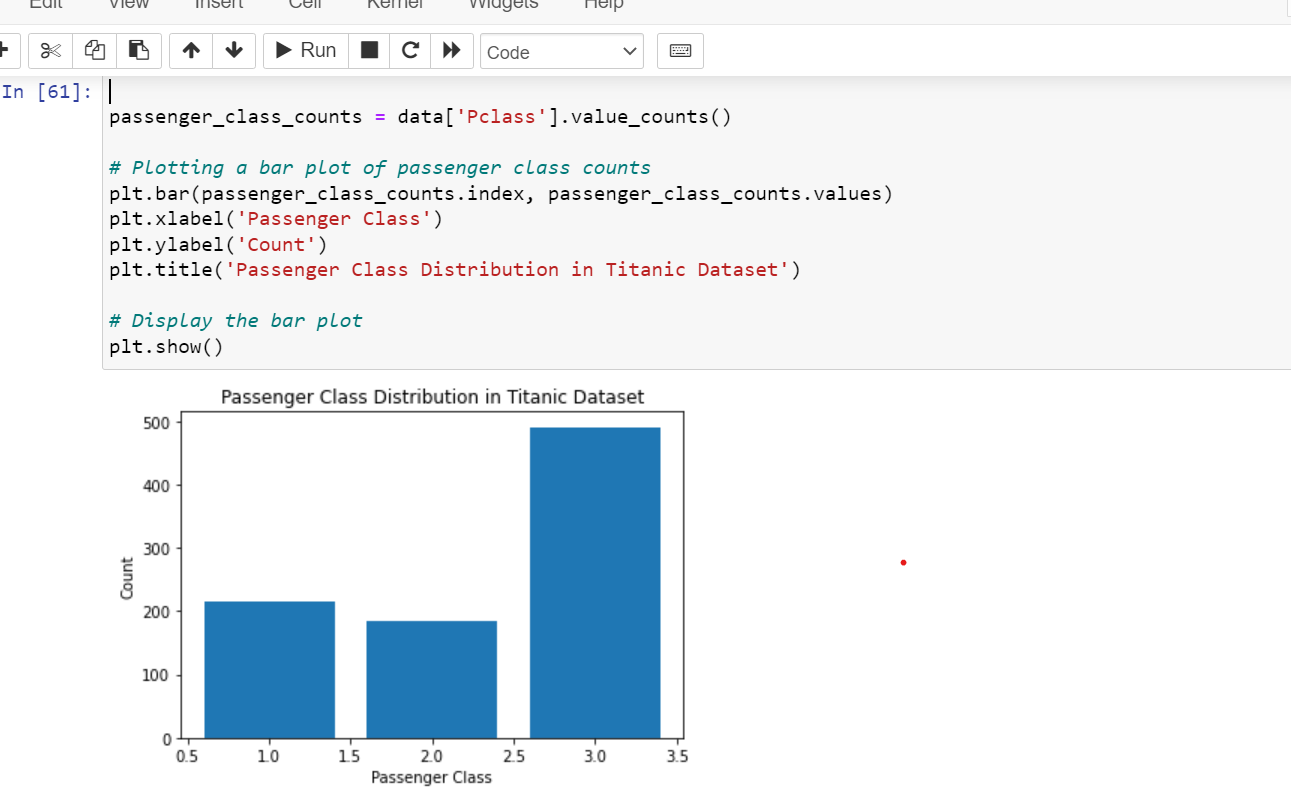 Edit View Insert Cell Kernel Widgets Help
Run Code
In [61]:
passenger_class_counts = data['Pclass'].value_counts()
# Plotting a bar plot of passenger class counts
plt.bar(passenger_class_counts.index, passenger_class_counts.values)
plt.xlabel('Passenger Class')
plt.ylabel('Count')
plt.title('Passenger Class Distribution in Titanic Dataset')
# Display the bar plot
plt.show()
Passenger Class Distribution in Titanic Dataset
500
400
300
200
100
0
Count
0.5 1.0 1.5 2.0 2.5 3.0 3.5
Passenger Class